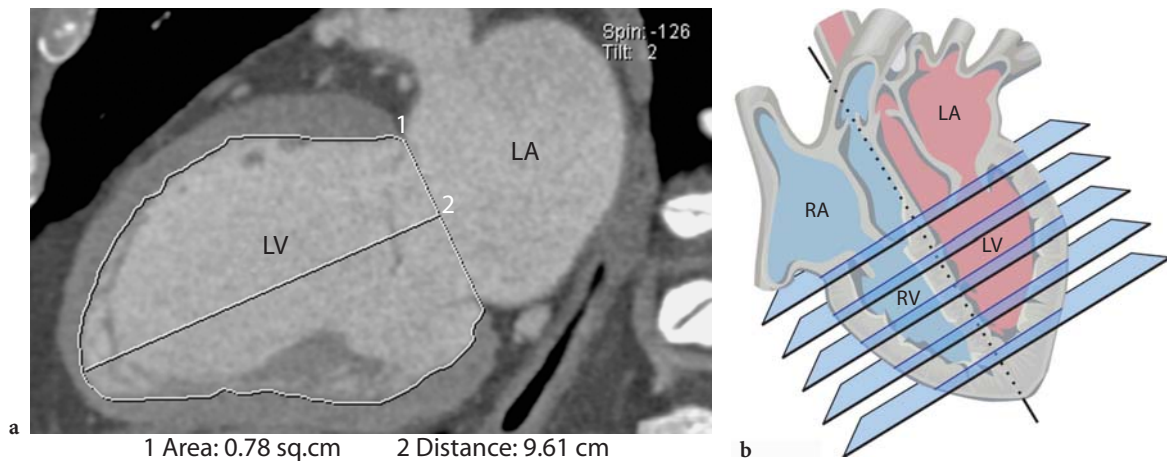 Spin: -126
Tilt: 2
1
LA
2
LV
a
1 Area: 0.78 sq.cm 2 Distance: 9.61 cm
LA
RA
LV
RV
b